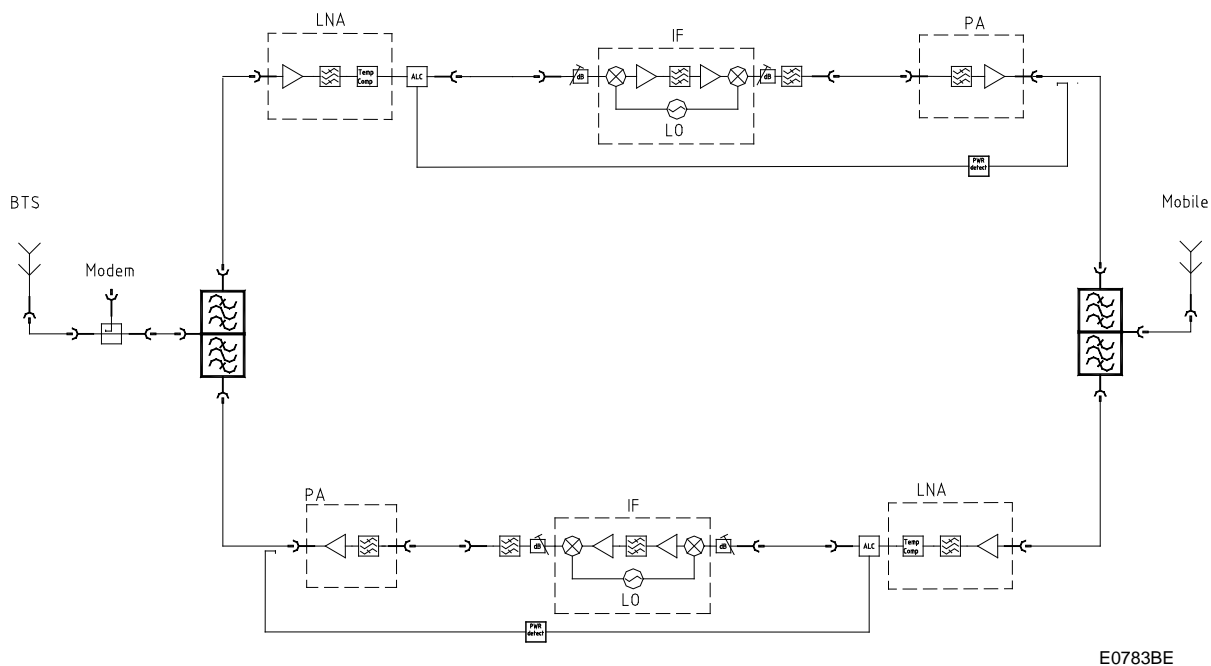 LNA
IF
PA
Temp
Comp
ALC
dB
dB
LO
PWR
detect
BTS
Mobile
Modem
PA
IF
LNA
dB
dB
ALC
Temp
Comp
LO
PWR
detect
E0783BE